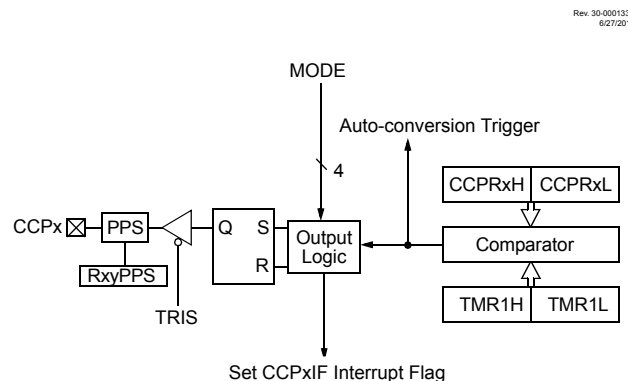 Rev. 30-000133
6/27/201
MODE
Auto-conversion Trigger
4
CCPRxH CCPRxL
CCPx PPS Q S Output Logic Comparator
R
RxyPPS
TMR1H TMR1L
TRIS
Set CCPxIF Interrupt Flag